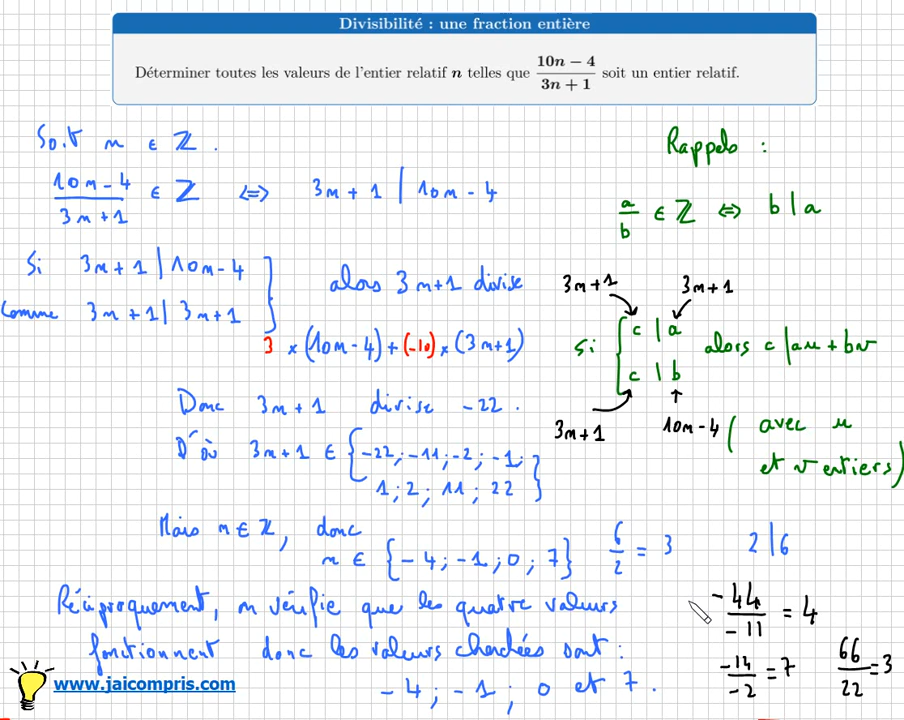 Divisibilité : une fraction entière
Déterminer toutes les valeurs de l'entier relatif n telles que (10n − 4)/(3n + 1) soit un entier relatif.
Soit n ∈ ℤ .
(10n-4)/(3n+1) ∈ ℤ <=> 3n+1 | 10n-4
Si 3n+1 | 10n-4
Comme 3n+1 | 3n+1
alors 3n+1 divise
3 × (10n-4) + (-10) × (3n+1)
Donc 3n+1 divise -22 .
D'où 3n+1 ∈ {-22 ; -11 ; -2 ; -1 ;
1 ; 2 ; 11 ; 22}
Mais n ∈ ℤ, donc
n ∈ {-4 ; -1 ; 0 ; 7}
6/2 = 3 2 | 6
Réciproquement, on vérifie que les quatre valeurs
fonctionnent donc les valeurs cherchées sont :
-4 ; -1 ; 0 et 7 .
Rappels :
a/b ∈ ℤ <=> b | a
3n+1 3n+1
si { c | a
c | b
alors c | au + bv
3n+1 10n-4
( avec u
et v entiers )
-44/-11 = 4
-14/-2 = 7 66/22 = 3
www.jaicompris.com